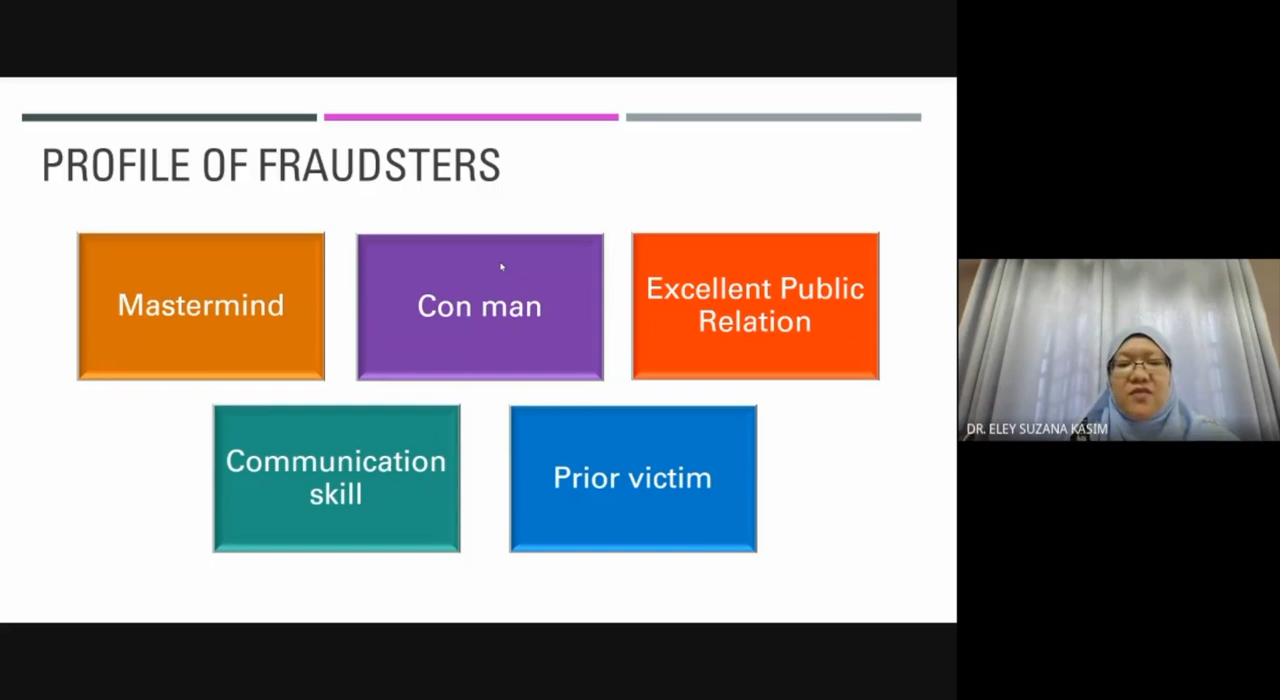 PROFILE OF FRAUDSTERS
Mastermind
Con man
Excellent Public
Relation
Communication
skill
Prior victim
DR. ELEY SUZANA KASIM